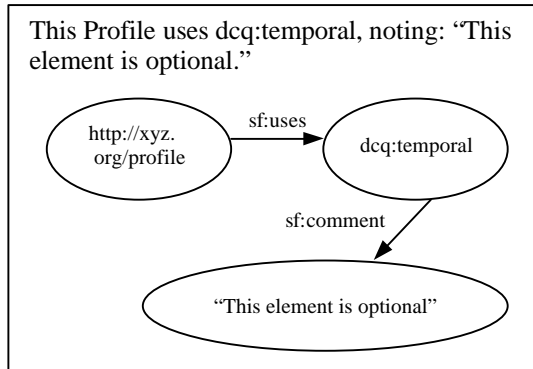 This Profile uses dcq:temporal, noting: “This
element is optional.”
http://xyz.
org/profile
sf:uses
dcq:temporal
sf:comment
“This element is optional”